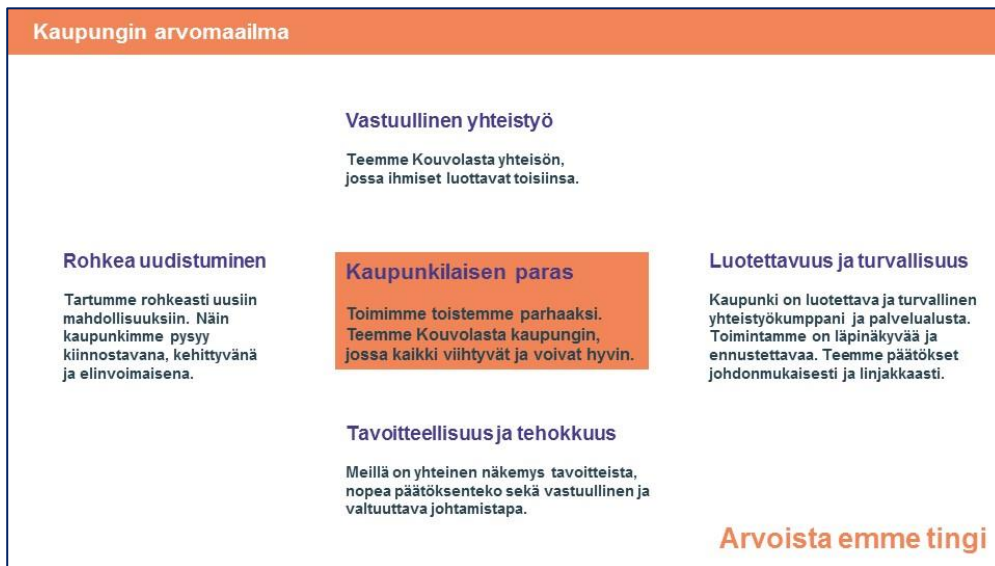 Kaupungin arvomaailma
Vastuullinen yhteistyö
Teemme Kouvolasta yhteisön,
jossa ihmiset luottavat toisiinsa.
Rohkea uudistuminen
Tartumme rohkeasti uusiin
mahdollisuuksiin. Näin
kaupunkimme pysyy
kiinnostavana, kehittyvänä
ja elinvoimaisena.
Kaupunkilaisen paras
Toimimme toistemme parhaaksi.
Teemme Kouvolasta kaupungin,
jossa kaikki viihtyvät ja voivat hyvin.
Luotettavuus ja turvallisuus
Kaupunki on luotettava ja turvallinen
yhteistyökumppani ja palvelualusta.
Toimintamme on läpinäkyvää ja
ennustettavaa. Teemme päätökset
johdonmukaisesti ja linjakkaasti.
Tavoitteellisuus ja tehokkuus
Meillä on yhteinen näkemys tavoitteista,
nopea päätöksenteko sekä vastuullinen ja
valtuuttava johtamistapa.
Arvoista emme tingi